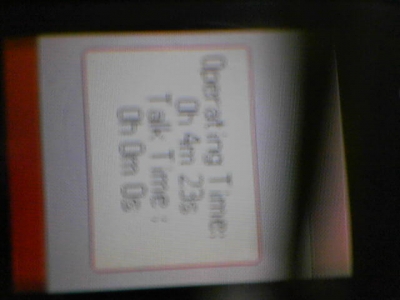 Operating Time:
0h 4m 23s
Talk Time :
0h 0m 0s